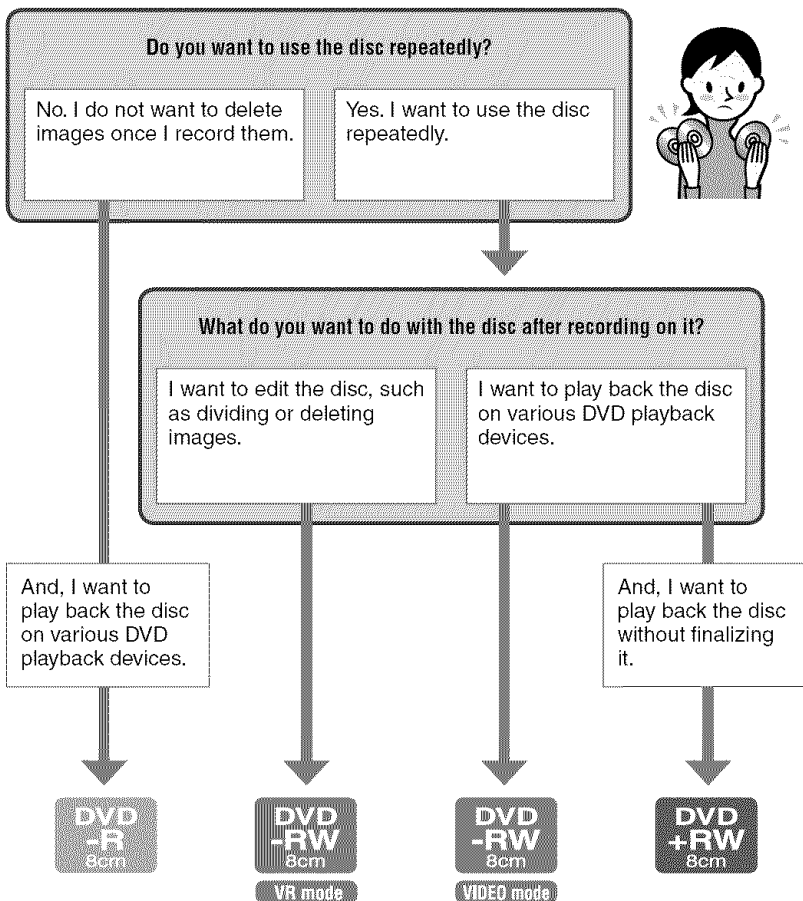 Do you want to use the disc repeatedly?
No. I do not want to delete
images once I record them.
Yes. I want to use the disc
repeatedly.
What do you want to do with the disc after recording on it?
I want to edit the disc, such
as dividing or deleting
images.
I want to play back the disc
on various DVD playback
devices.
And, I want to
play back the disc
on various DVD
playback devices.
And, I want to
play back the disc
without finalizing
it.
DVD
-R
8cm
DVD
-RW
8cm
VR mode
DVD
-RW
8cm
VIDEO mode
DVD
+RW
8cm